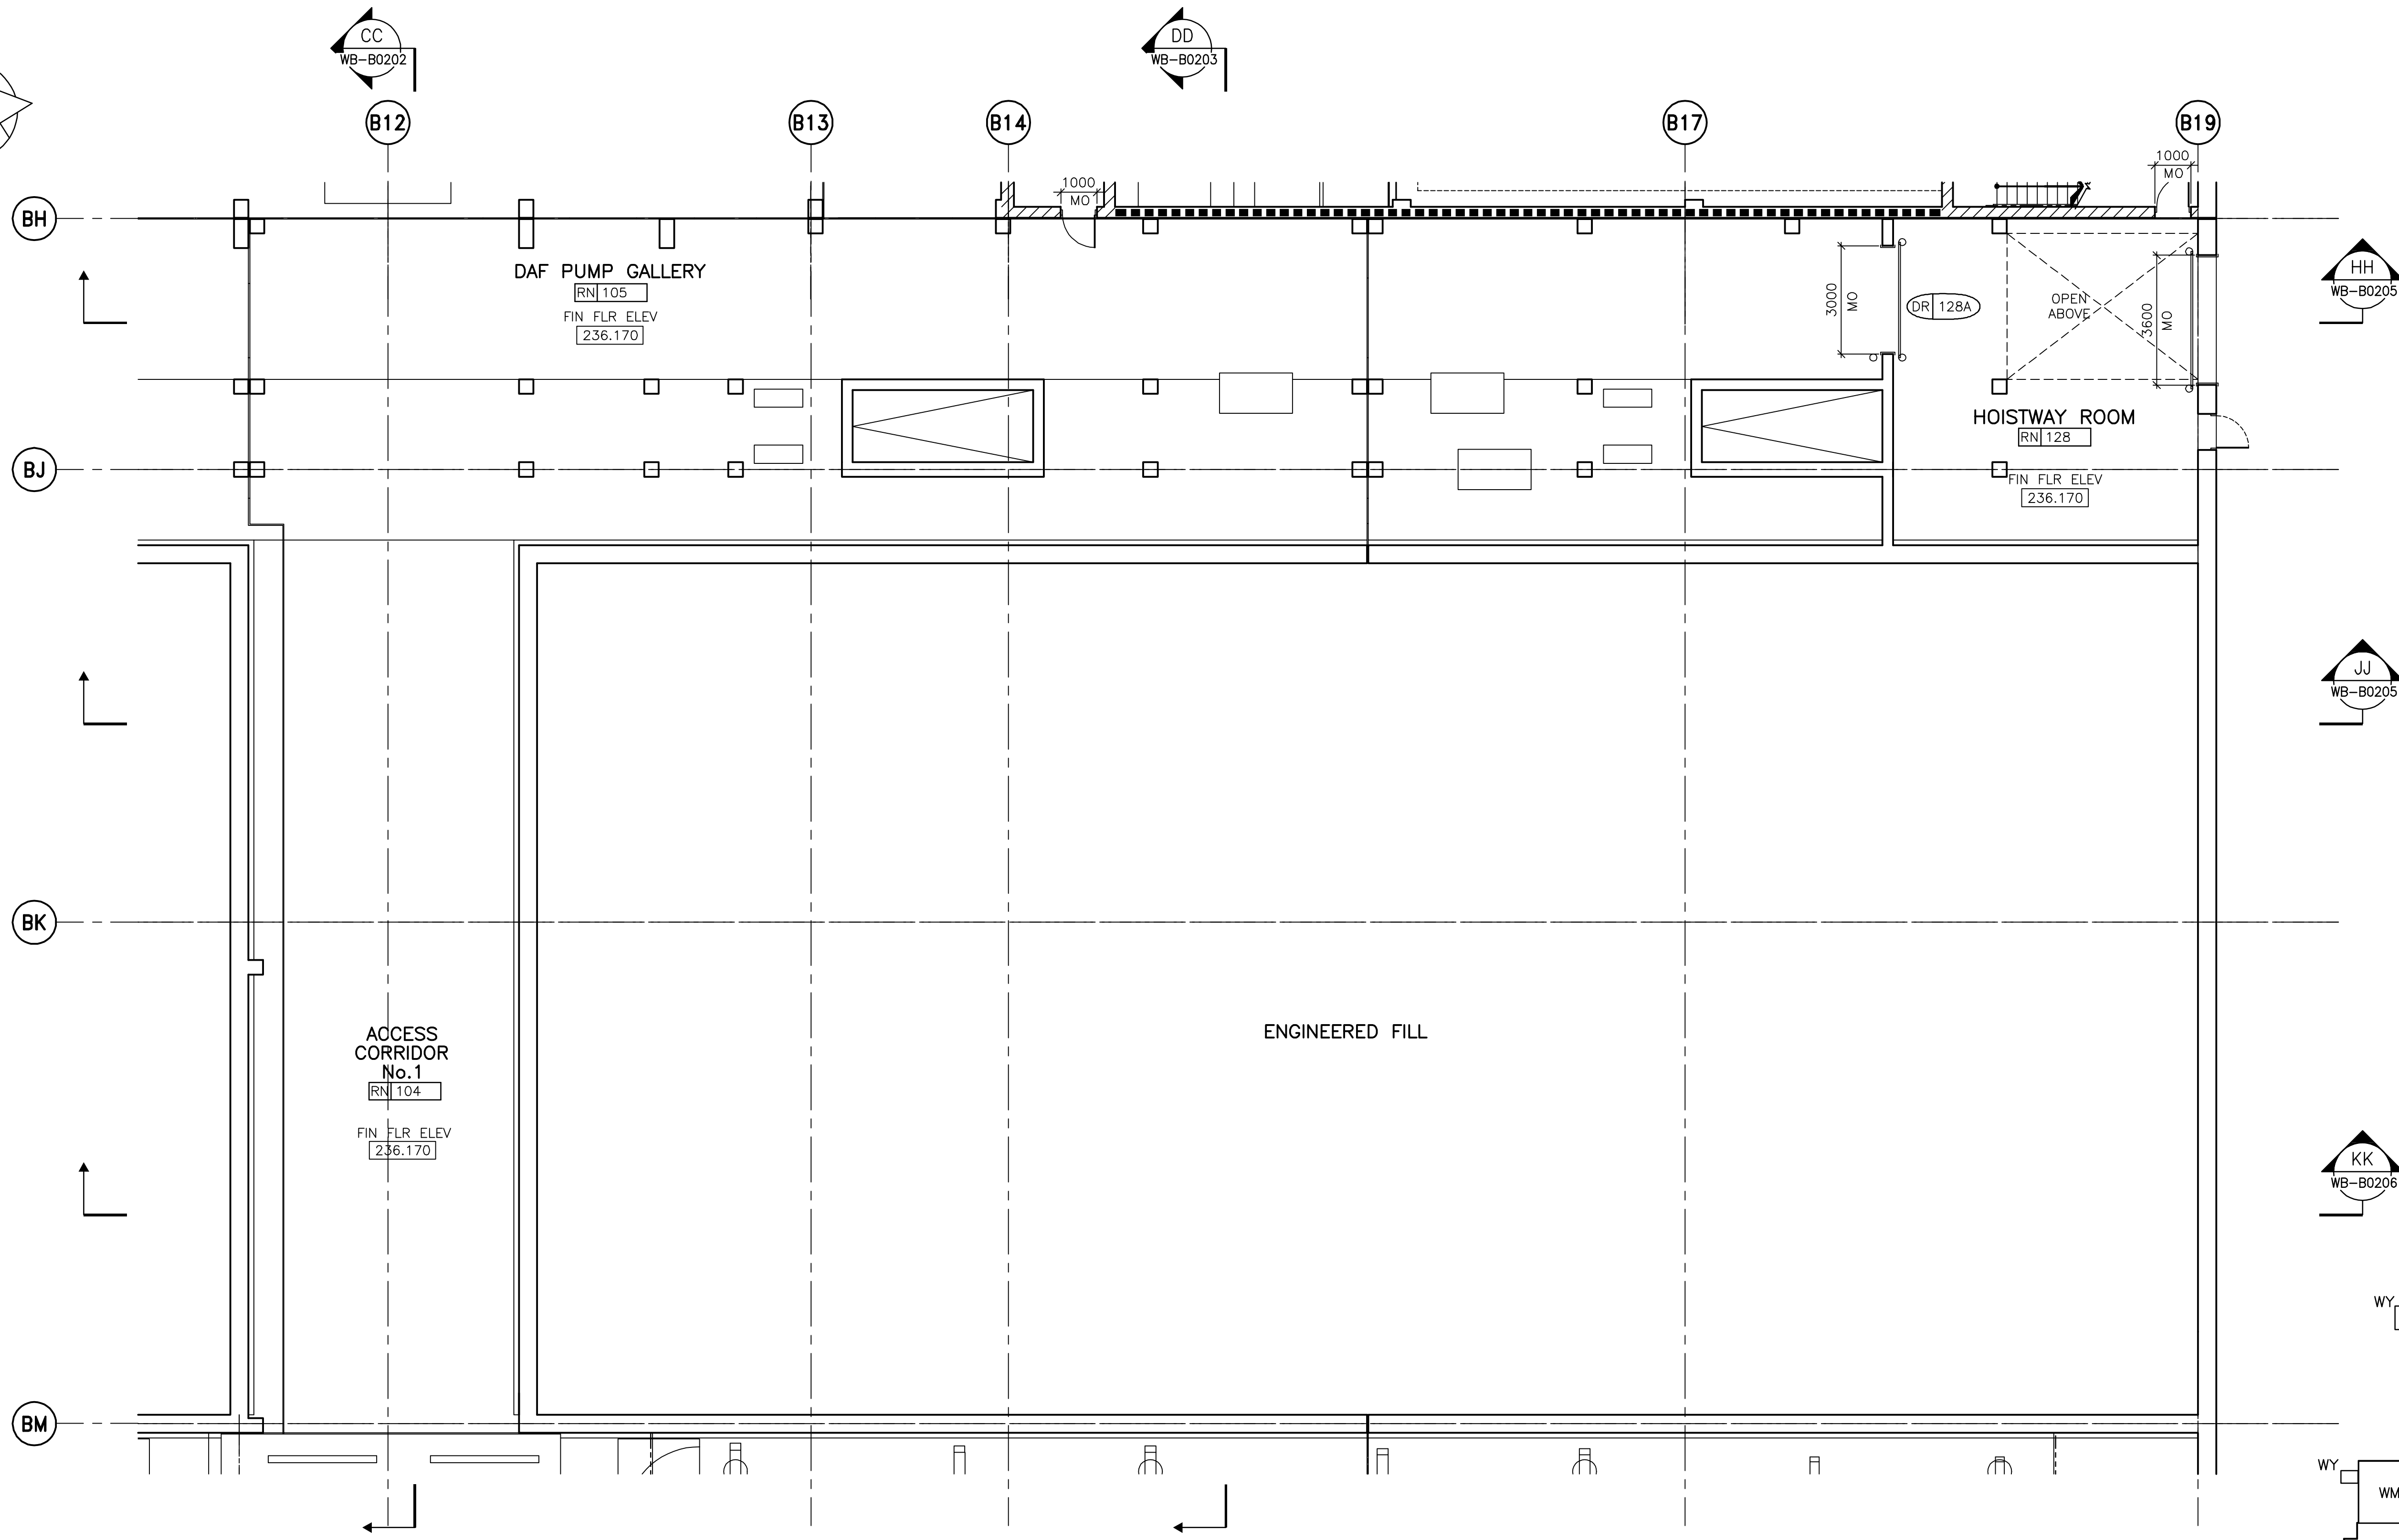 CC
WB-B0202
DD
WB-B0203
B12
B13
B14
B17
B19
1000
MO
1000
MO
BH
DAF PUMP GALLERY
RN 105
FIN FLR ELEV
236.170
3000
MO
DR 128A
OPEN
ABOVE
3600
MO
HH
WB-B0205
HOISTWAY ROOM
RN 128
BJ
FIN FLR ELEV
236.170
JJ
WB-B0205
BK
ACCESS
CORRIDOR
No.1
RN 104
FIN FLR ELEV
236.170
ENGINEERED FILL
KK
WB-B0206
WY
BM
WY
WM